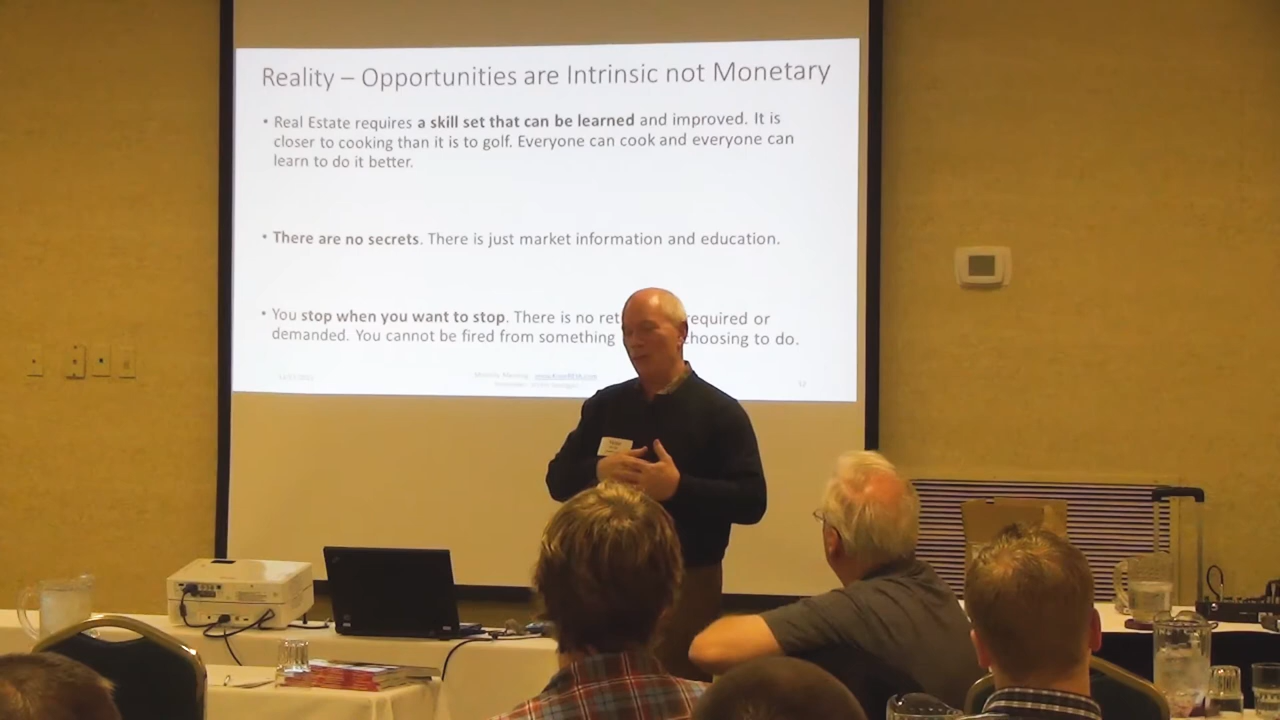 Reality – Opportunities are Intrinsic not Monetary
• Real Estate requires a skill set that can be learned and improved. It is
closer to cooking than it is to golf. Everyone can cook and everyone can
learn to do it better.
• There are no secrets. There is just market information and education.
• You stop when you want to stop. There is no required or
demanded. You cannot be fired from something choosing to do.
12